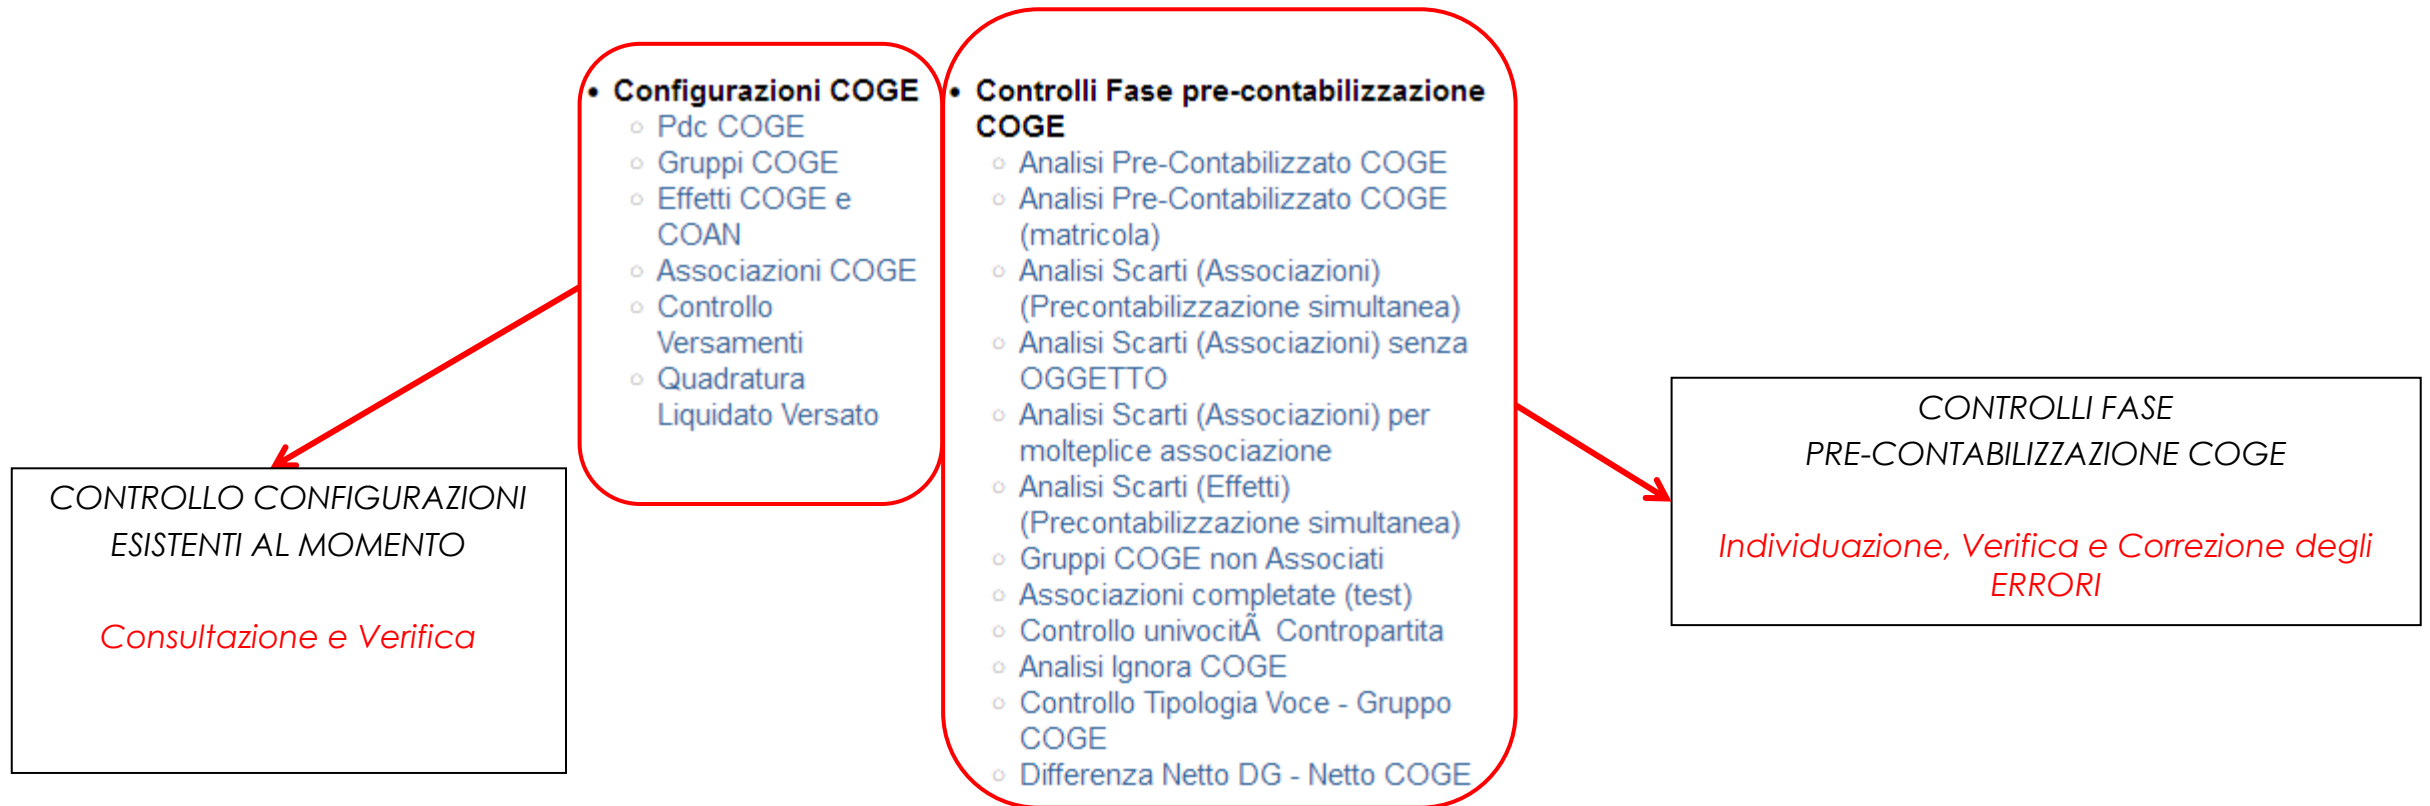 • Configurazioni COGE
○ Pdc COGE
○ Gruppi COGE
○ Effetti COGE e
COAN
○ Associazioni COGE
○ Controllo
Versamenti
○ Quadratura
Liquidato Versato
• Controlli Fase pre-contabilizzazione
COGE
○ Analisi Pre-Contabilizzato COGE
○ Analisi Pre-Contabilizzato COGE
(matricola)
○ Analisi Scarti (Associazioni)
(Precontabilizzazione simultanea)
○ Analisi Scarti (Associazioni) senza
OGGETTO
○ Analisi Scarti (Associazioni) per
molteplice associazione
○ Analisi Scarti (Effetti)
(Precontabilizzazione simultanea)
○ Gruppi COGE non Associati
○ Associazioni completate (test)
○ Controllo univocitÃ  Contropartita
○ Analisi Ignora COGE
○ Controllo Tipologia Voce - Gruppo
COGE
○ Differenza Netto DG - Netto COGE
CONTROLLO CONFIGURAZIONI
ESISTENTI AL MOMENTO
Consultazione e Verifica
CONTROLLI FASE
PRE-CONTABILIZZAZIONE COGE
Individuazione, Verifica e Correzione degli
ERRORI